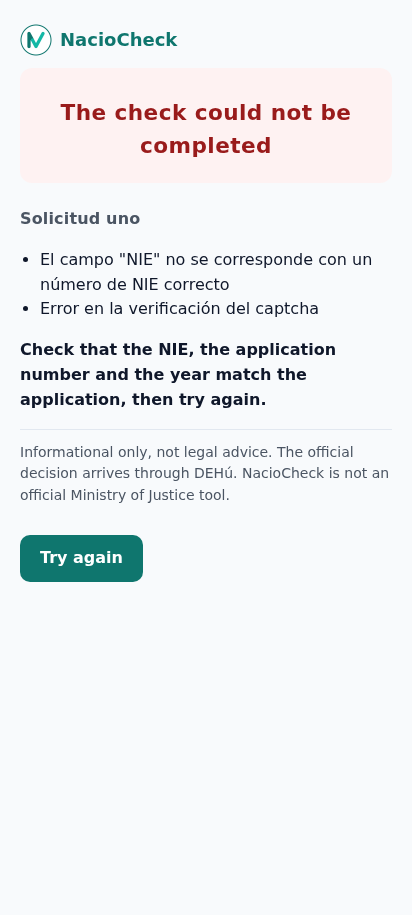 NacioCheck
The check could not be
completed
Solicitud uno
• El campo "NIE" no se corresponde con un
número de NIE correcto
• Error en la verificación del captcha
Check that the NIE, the application
number and the year match the
application, then try again.
Informational only, not legal advice. The official
decision arrives through DEHú. NacioCheck is not an
official Ministry of Justice tool.
Try again